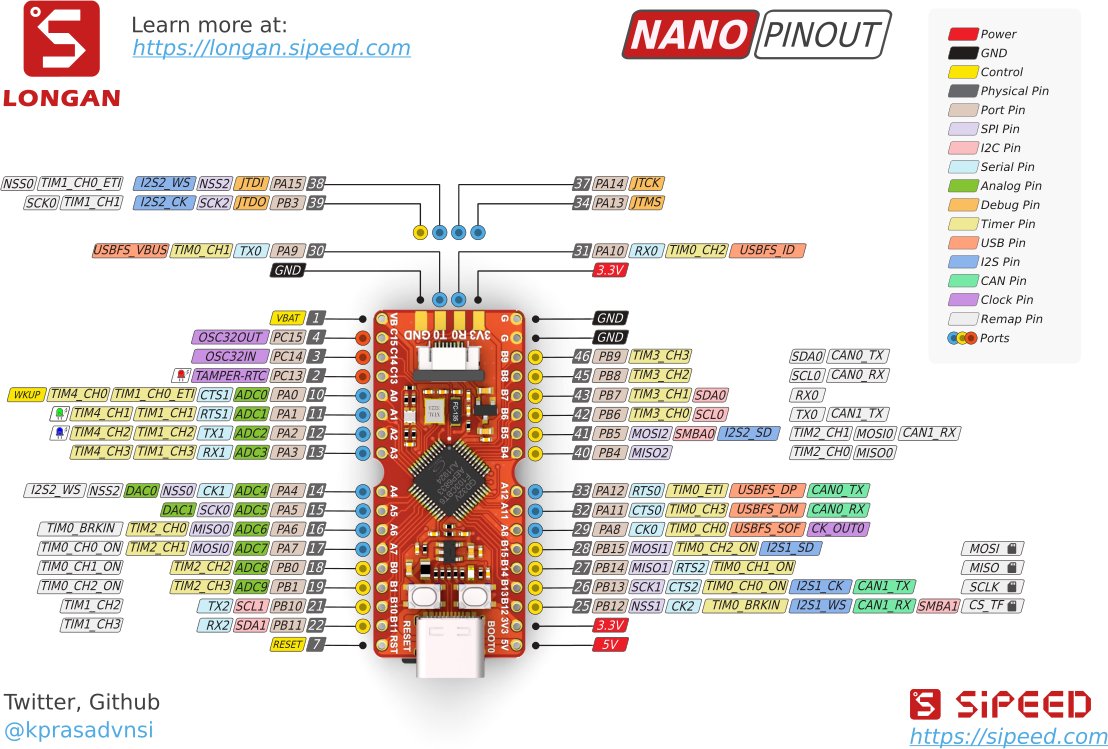 Learn more at:
https://longan.sipeed.com
LONGAN
NANO PINOUT
Power
GND
Control
Physical Pin
Port Pin
SPI Pin
I2C Pin
Serial Pin
Analog Pin
Debug Pin
Timer Pin
USB Pin
I2S Pin
CAN Pin
Clock Pin
Remap Pin
Ports
NSS0 TIM1_CH0_ETI I2S2_WS NSS2 JTDI PA15 38
SCK0 TIM1_CH1 I2S2_CK SCK2 JTDO PB3 39
USBFS_VBUS TIM0_CH1 TX0 PA9 30
GND
37 PA14 JTCK
34 PA13 JTMS
31 PA10 RX0 TIM0_CH2 USBFS_ID
3.3V
VBAT 1
OSC32OUT PC15 4
OSC32IN PC14 3
TAMPER-RTC PC13 2
WKUP TIM4_CH0 TIM1_CH0_ETI CTS1 ADC0 PA0 10
TIM4_CH1 TIM1_CH1 RTS1 ADC1 PA1 11
TIM4_CH2 TIM1_CH2 TX1 ADC2 PA2 12
TIM4_CH3 TIM1_CH3 RX1 ADC3 PA3 13
I2S2_WS NSS2 DAC0 NSS0 CK1 ADC4 PA4 14
DAC1 SCK0 ADC5 PA5 15
TIM0_BRKIN TIM2_CH0 MISO0 ADC6 PA6 16
TIM0_CH0_ON TIM2_CH1 MOSI0 ADC7 PA7 17
TIM0_CH1_ON TIM2_CH2 ADC8 PB0 18
TIM0_CH2_ON TIM2_CH3 ADC9 PB1 19
TIM1_CH2 TX2 SCL1 PB10 21
TIM1_CH3 RX2 SDA1 PB11 22
RESET 7
VB C15 C14 C13 A0 A1 A2 A3 A4 A5 A6 A7 B0 B1 B10 B11 RST
GND T0 R0 3V3
G G B9 B8 B7 B6 B5 B4 A12 A11 A8 B15 B14 B13 B12 3V3 5V
RESET
BOOT0
GND
GND
46 PB9 TIM3_CH3 SDA0 CAN0_TX
45 PB8 TIM3_CH2 SCL0 CAN0_RX
43 PB7 TIM3_CH1 SDA0 RX0
42 PB6 TIM3_CH0 SCL0 TX0 CAN1_TX
41 PB5 MOSI2 SMBA0 I2S2_SD TIM2_CH1 MOSI0 CAN1_RX
40 PB4 MISO2 TIM2_CH0 MISO0
33 PA12 RTS0 TIM0_ETI USBFS_DP CAN0_TX
32 PA11 CTS0 TIM0_CH3 USBFS_DM CAN0_RX
29 PA8 CK0 TIM0_CH0 USBFS_SOF CK_OUT0
28 PB15 MOSI1 TIM0_CH2_ON I2S1_SD MOSI
27 PB14 MISO1 RTS2 TIM0_CH1_ON MISO
26 PB13 SCK1 CTS2 TIM0_CH0_ON I2S1_CK CAN1_TX SCLK
25 PB12 NSS1 CK2 TIM0_BRKIN I2S1_WS CAN1_RX SMBA1 CS_TF
3.3V
5V
Twitter, Github
@kprasadvnsi
SiPEED
https://sipeed.com